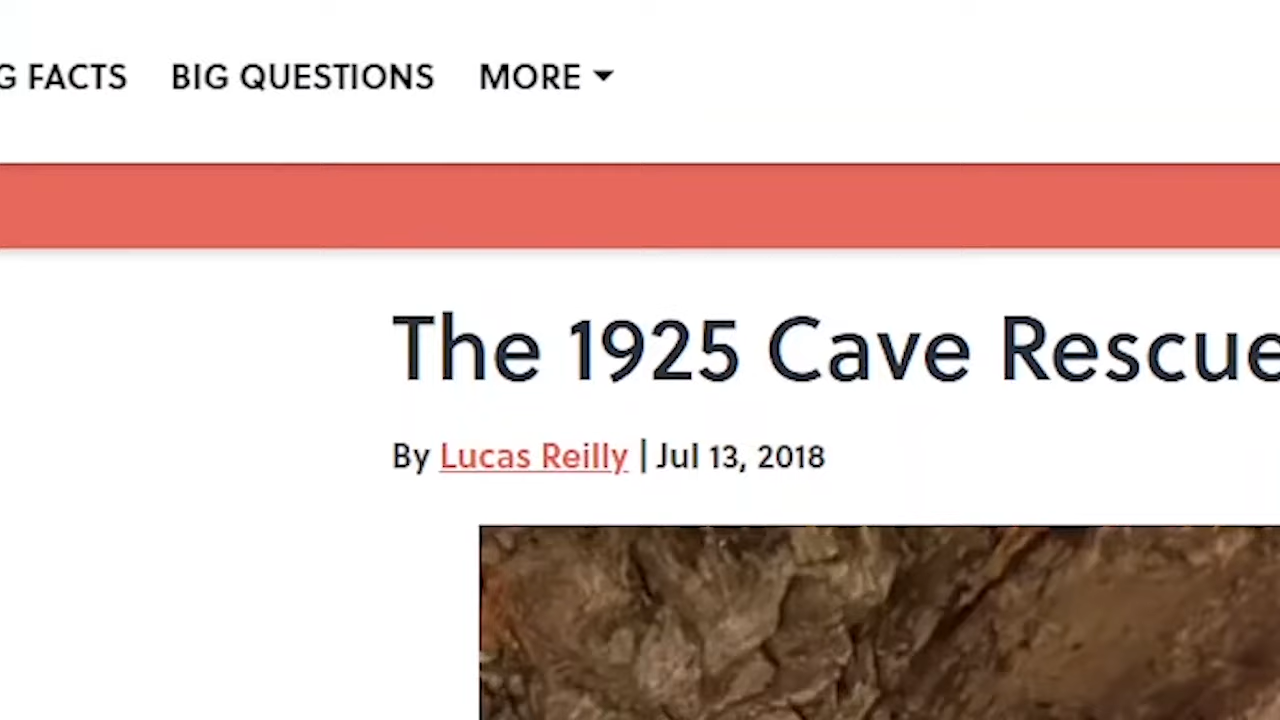 G FACTS BIG QUESTIONS MORE
The 1925 Cave Rescue
By Lucas Reilly | Jul 13, 2018